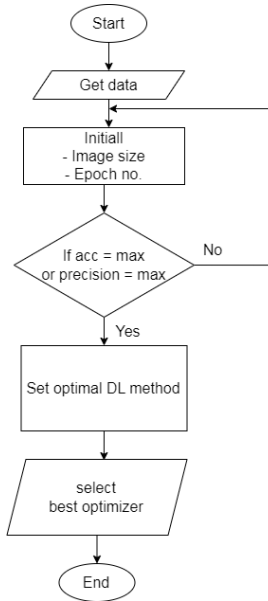 Start
Get data
Initiall
- Image size
- Epoch no.
If acc = max
or precision = max
No
Yes
Set optimal DL method
select
best optimizer
End